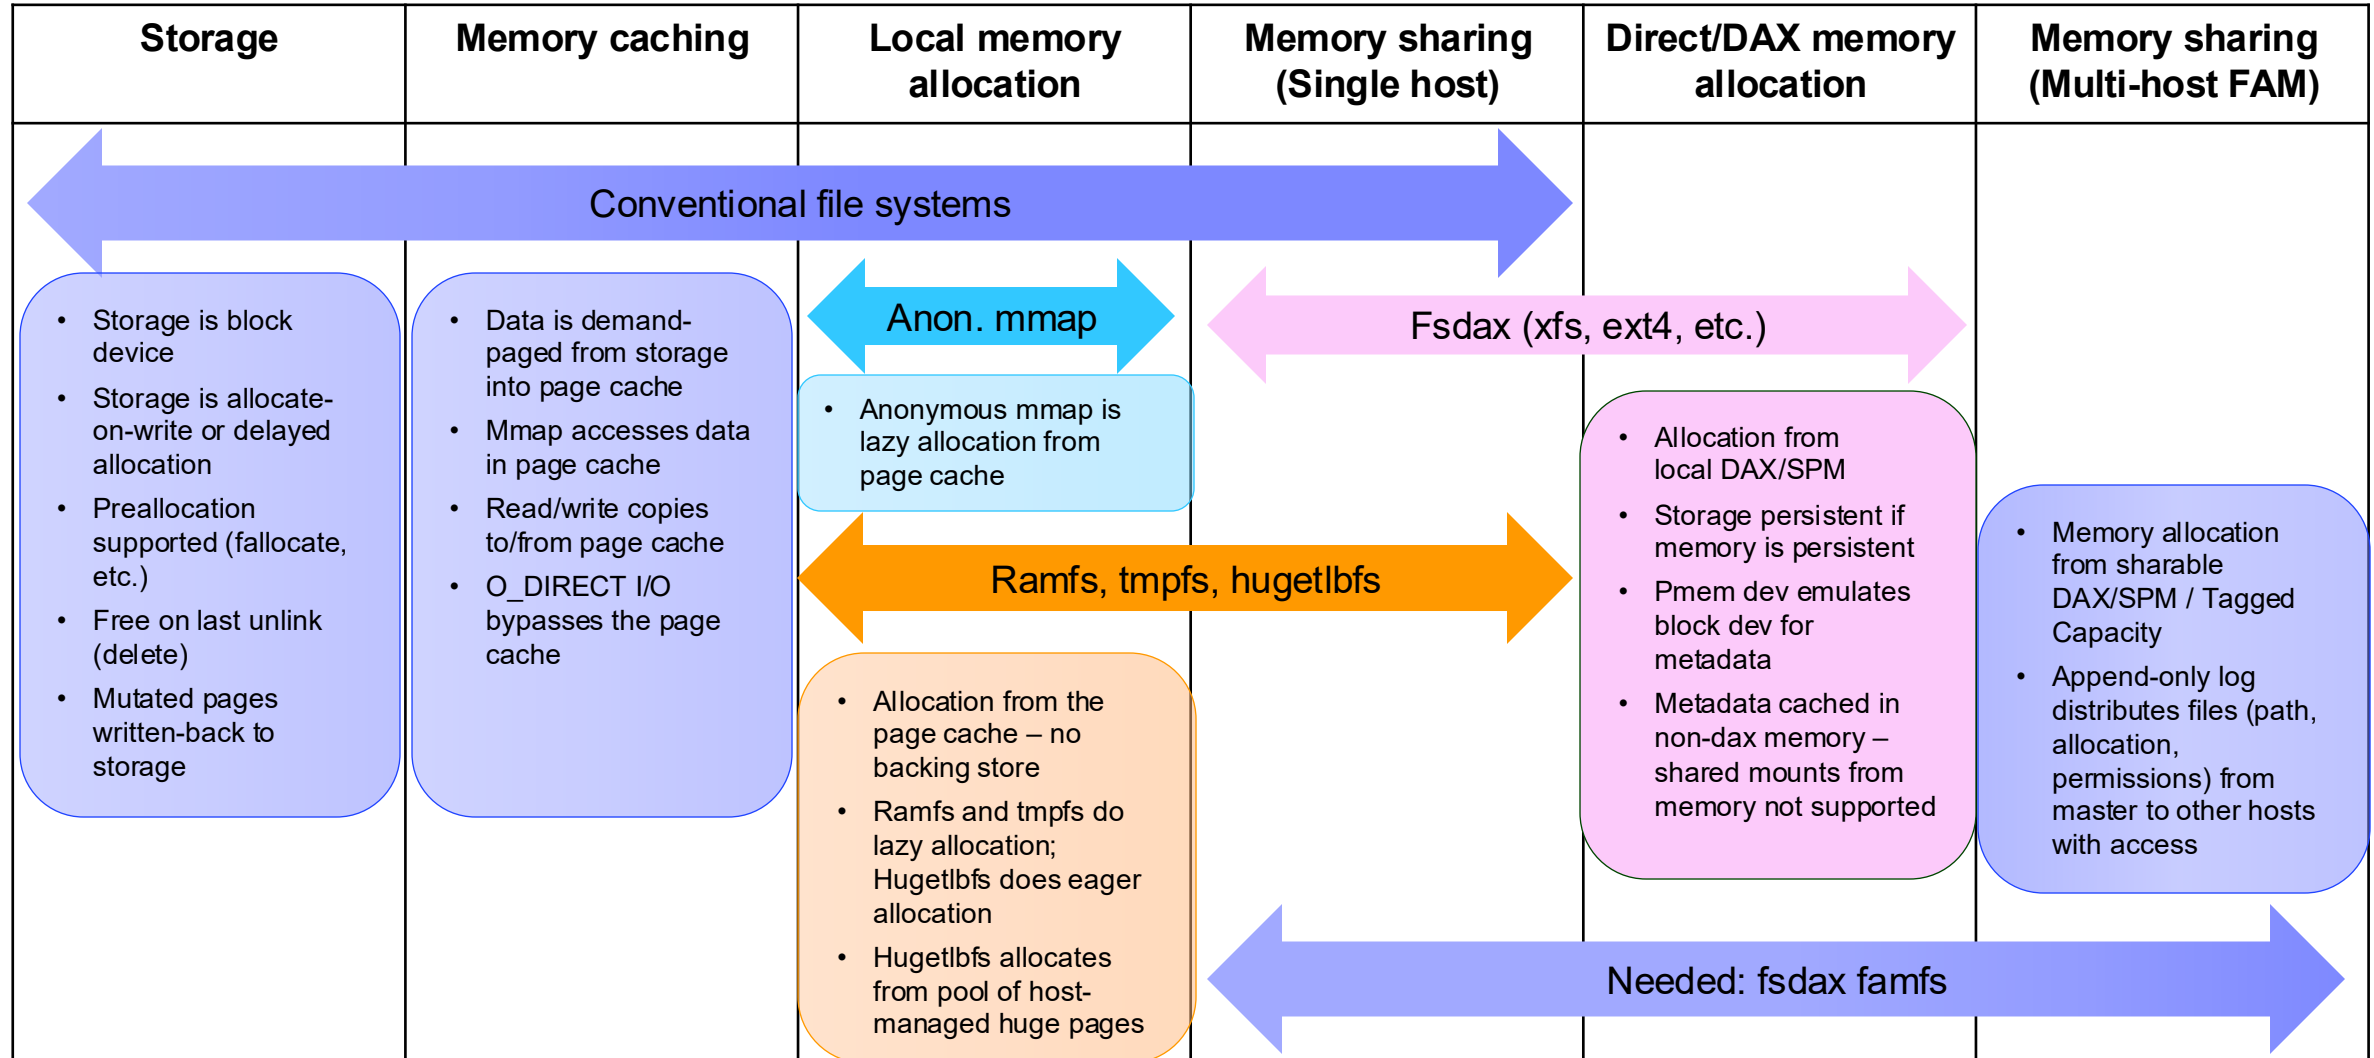 Storage
Memory caching
Local memory
allocation
Memory sharing
(Single host)
Direct/DAX memory
allocation
Memory sharing
(Multi-host FAM)
Conventional file systems
• Storage is block
device
• Storage is allocate-
on-write or delayed
allocation
• Preallocation
supported (fallocate,
etc.)
• Free on last unlink
(delete)
• Mutated pages
written-back to
storage
• Data is demand-
paged from storage
into page cache
• Mmap accesses data
in page cache
• Read/write copies
to/from page cache
• O_DIRECT I/O
bypasses the page
cache
Anon. mmap
• Anonymous mmap is
lazy allocation from
page cache
Ramfs, tmpfs, hugetlbfs
• Allocation from the
page cache – no
backing store
• Ramfs and tmpfs do
lazy allocation;
Hugetlbfs does eager
allocation
• Hugetlbfs allocates
from pool of host-
managed huge pages
Fsdax (xfs, ext4, etc.)
• Allocation from
local DAX/SPM
• Storage persistent if
memory is persistent
• Pmem dev emulates
block dev for
metadata
• Metadata cached in
non-dax memory –
shared mounts from
memory not supported
• Memory allocation
from sharable
DAX/SPM / Tagged
Capacity
• Append-only log
distributes files (path,
allocation,
permissions) from
master to other hosts
with access
Needed: fsdax famfs